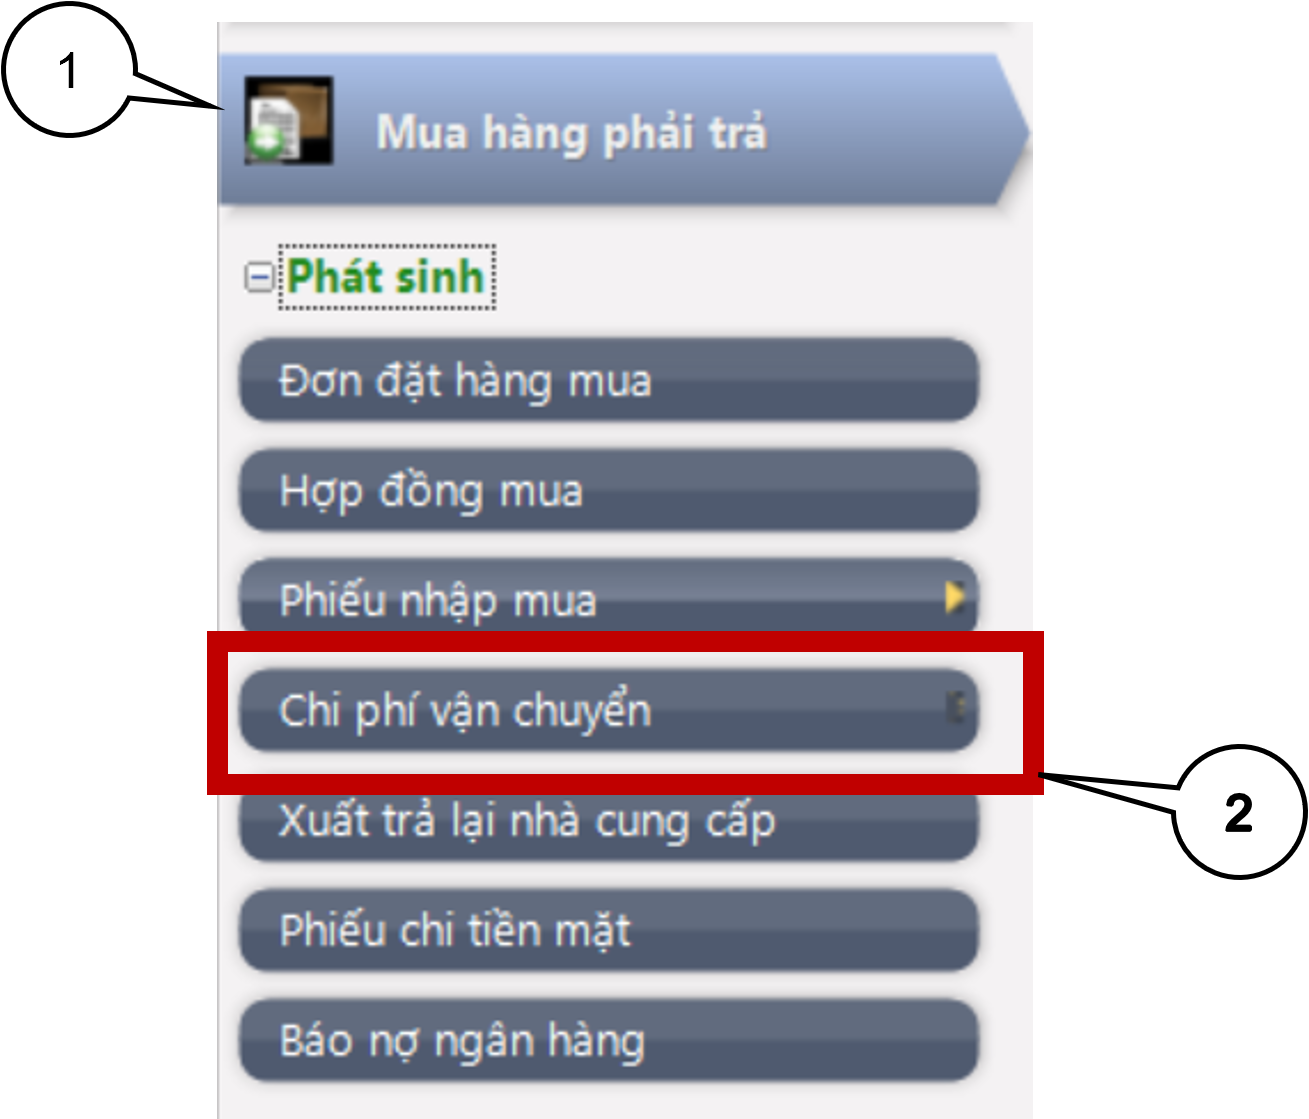 1
Mua hàng phải trả
Phát sinh
Đơn đặt hàng mua
Hợp đồng mua
Phiếu nhập mua
Chi phí vận chuyển
2
Xuất trả lại nhà cung cấp
Phiếu chi tiền mặt
Báo nợ ngân hàng